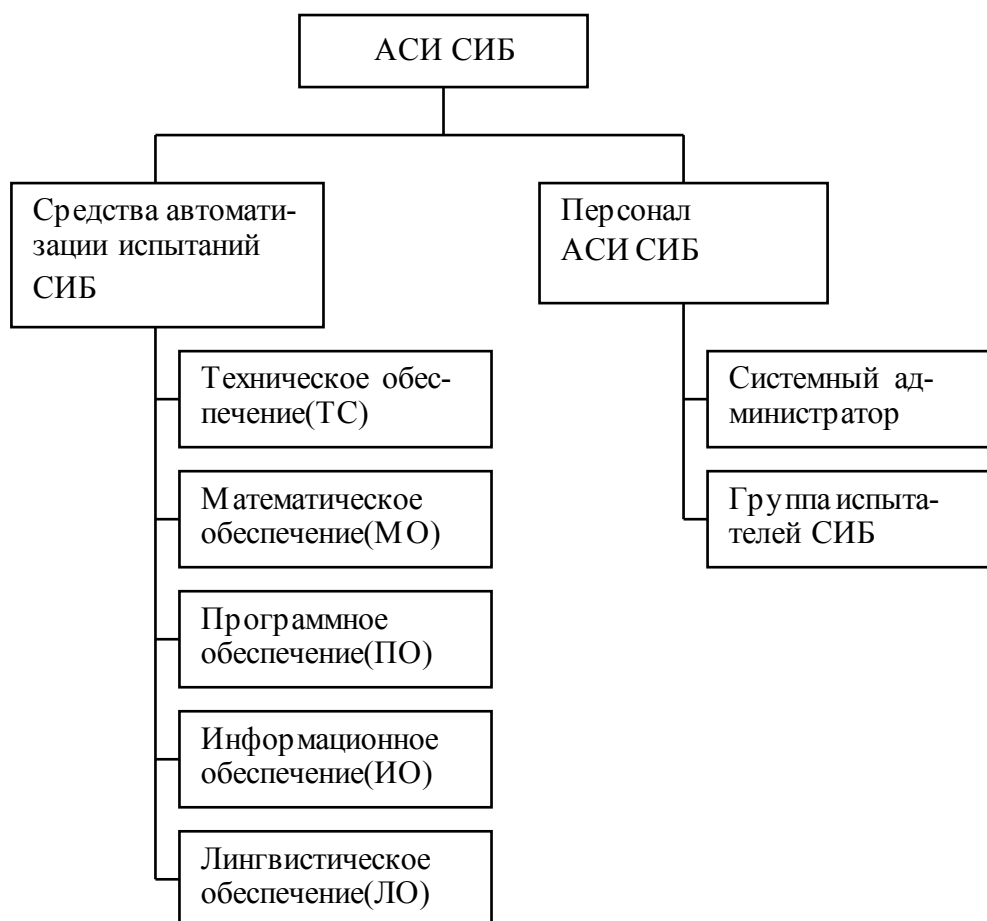 АСИ СИБ
Средства автомати-
зации испытаний
СИБ
Персонал
АСИ СИБ
Техническое обес-
печение(ТС)
Математическое
обеспечение(МО)
Программное
обеспечение(ПО)
Информационное
обеспечение(ИО)
Лингвистическое
обеспечение(ЛО)
Системный ад-
министратор
Группа испыта-
телей СИБ